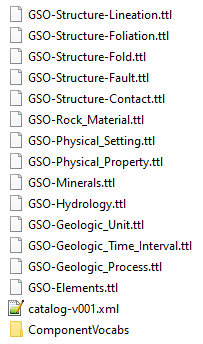 GSO-Structure-Lineation.ttl
GSO-Structure-Foliation.ttl
GSO-Structure-Fold.ttl
GSO-Structure-Fault.ttl
GSO-Structure-Contact.ttl
GSO-Rock_Material.ttl
GSO-Physical_Setting.ttl
GSO-Physical_Property.ttl
GSO-Minerals.ttl
GSO-Hydrology.ttl
GSO-Geologic_Unit.ttl
GSO-Geologic_Time_Interval.ttl
GSO-Geologic_Process.ttl
GSO-Elements.ttl
catalog-v001.xml
ComponentVocabs